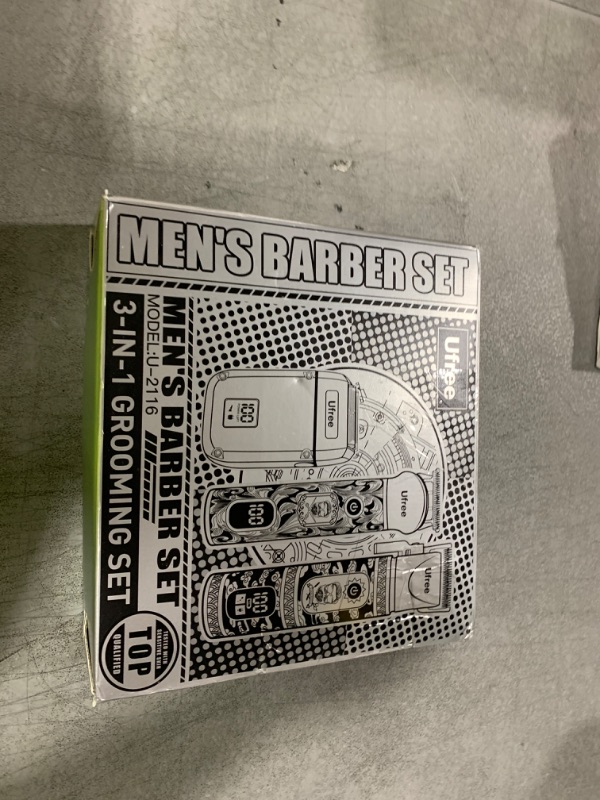 MEN'S BARBER SET
Ufree
Ufree
100
Ufree
100
Ufree
100
MEN'S BARBER SET
MODEL:U-2116
3-IN-1 GROOMING SET
TOP
QUALIFIED